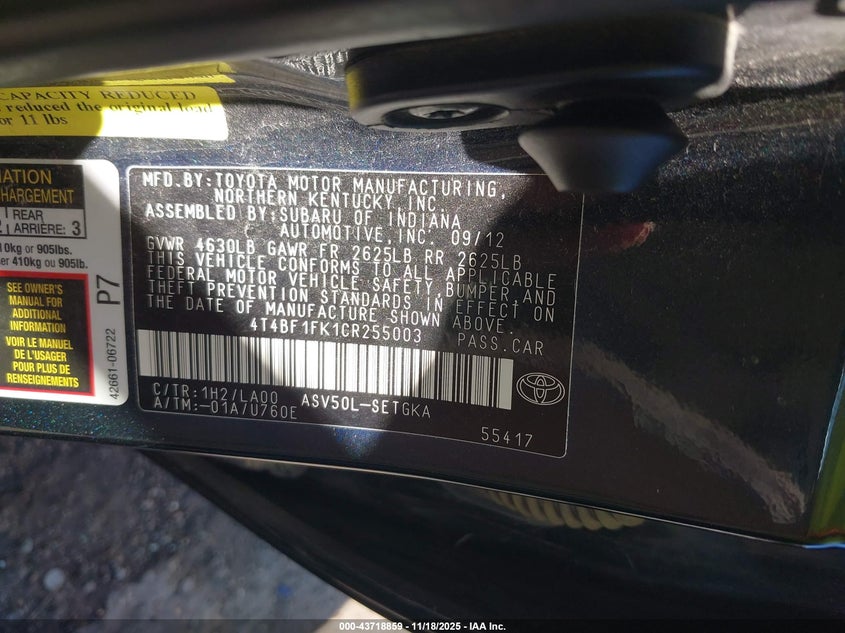 CAPACITY REDUCED
reduced the original load
or 11 lbs
MATION
CHARGEMENT
REAR
ARRIÈRE: 3
10kg or 905lbs.
er 410kg ou 905lb.
SEE OWNER'S
MANUAL FOR
ADDITIONAL
INFORMATION
VOIR LE MANUEL
DE L'USAGER
POUR PLUS DE
RENSEIGNEMENTS
P7
42661-06722
MFD.BY:TOYOTA MOTOR MANUFACTURING,
NORTHERN KENTUCKY,INC.
ASSEMBLED BY:SUBARU OF INDIANA
AUTOMOTIVE,INC. 09/12
GVWR 4630LB GAWR FR 2625LB RR 2625LB
THIS VEHICLE CONFORMS TO ALL APPLICABLE
FEDERAL MOTOR VEHICLE SAFETY,BUMPER,AND
THEFT PREVENTION STANDARDS IN EFFECT ON
THE DATE OF MANUFACTURE SHOWN ABOVE.
4T4BF1FK1CR255003 PASS.CAR
C/TR:1H2/LA00 ASV50L-SETGKA
A/TM:-01A/U760E
55417
000-43718859 - 11/18/2025 - IAA Inc.